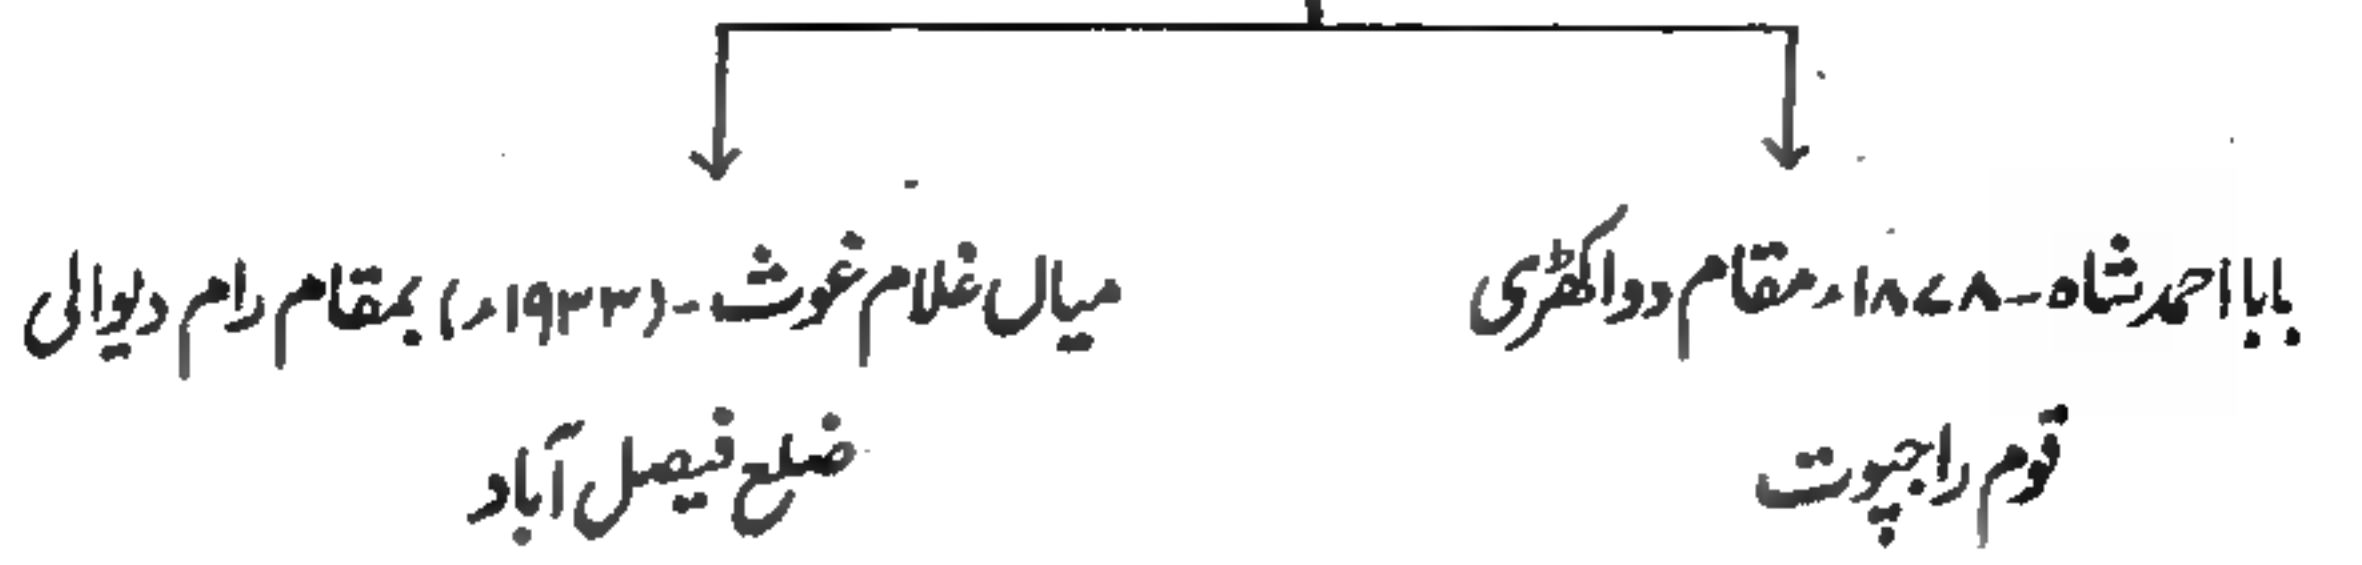 بابا احمد شاہ-۱۸۷۸ء مقام دواکھڑی
قوم راجپوت
میاں غلام غوث-(۱۹۳۳ء) بمقام رام دیوالی
ضلع فیصل آباد